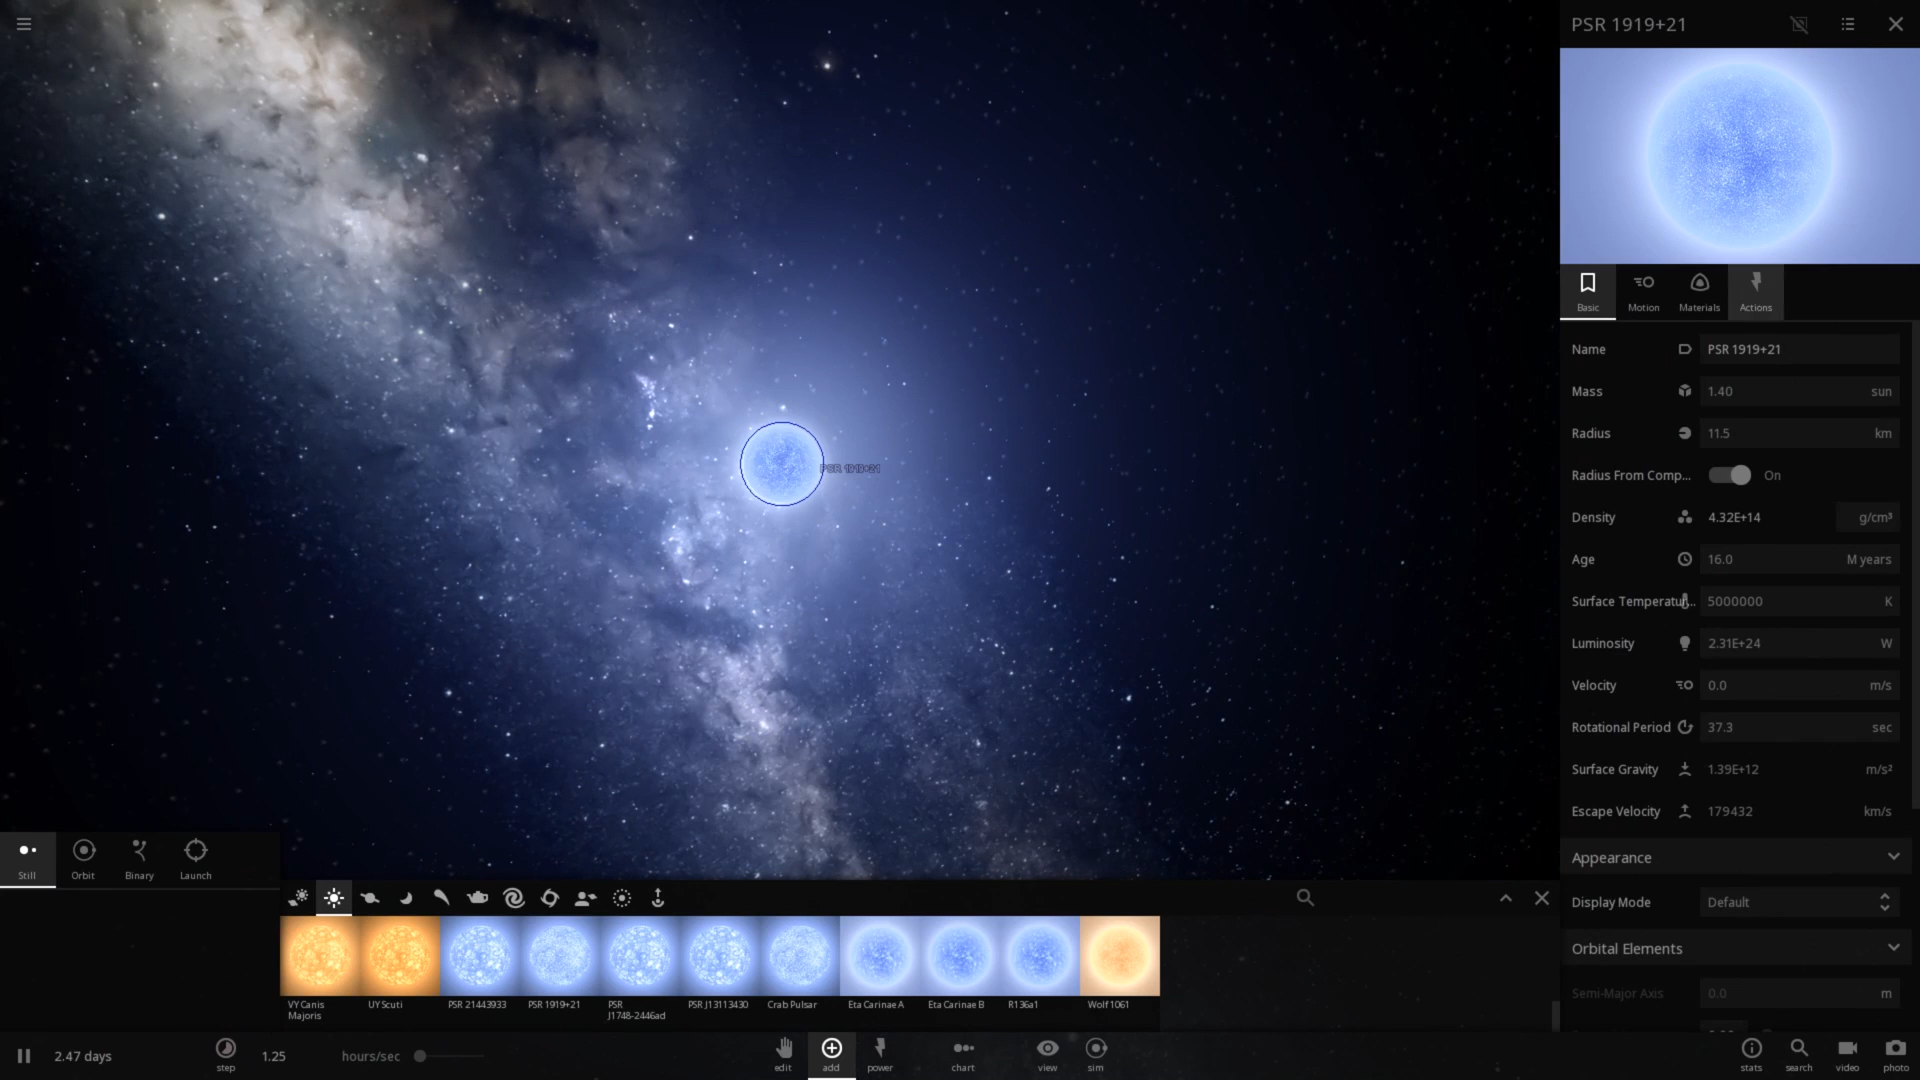 PSR 1919+21
Basic
Motion
Materials
Actions
Name
PSR 1919+21
Mass
1.40
sun
Radius
11.5
km
Radius From Comp...
On
Density
4.32E+14
g/cm³
Age
16.0
M years
Surface Temperatur...
5000000
K
Luminosity
2.31E+24
W
Velocity
0.0
m/s
Rotational Period
37.3
sec
Surface Gravity
1.39E+12
m/s²
Escape Velocity
179432
km/s
Appearance
Display Mode
Default
Orbital Elements
Semi-Major Axis
0.0
m
PSR 1919+21
Still
Orbit
Binary
Launch
VY Canis
Majoris
UY Scuti
PSR 21443933
PSR 1919+21
PSR
J1748-2446ad
PSR J13113430
Crab Pulsar
Eta Carinae A
Eta Carinae B
R136a1
Wolf 1061
2.47 days
step
1.25
hours/sec
edit
add
power
chart
view
sim
stats
search
video
photo